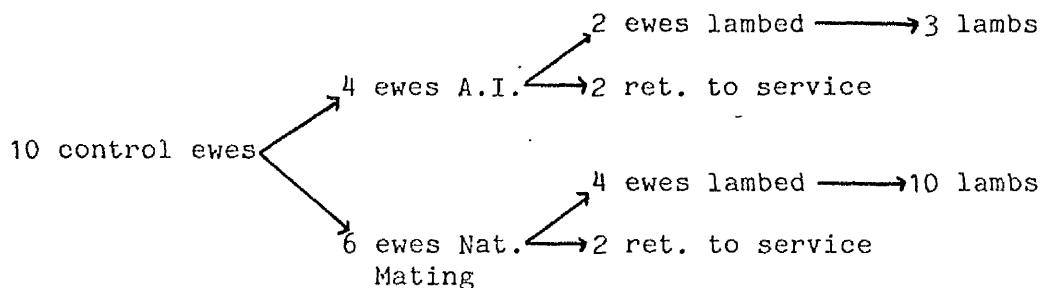 2 ewes lambed 3 lambs
4 ewes A.I. 2 ret. to service
10 control ewes
4 ewes lambed 10 lambs
6 ewes Nat. 2 ret. to service
Mating